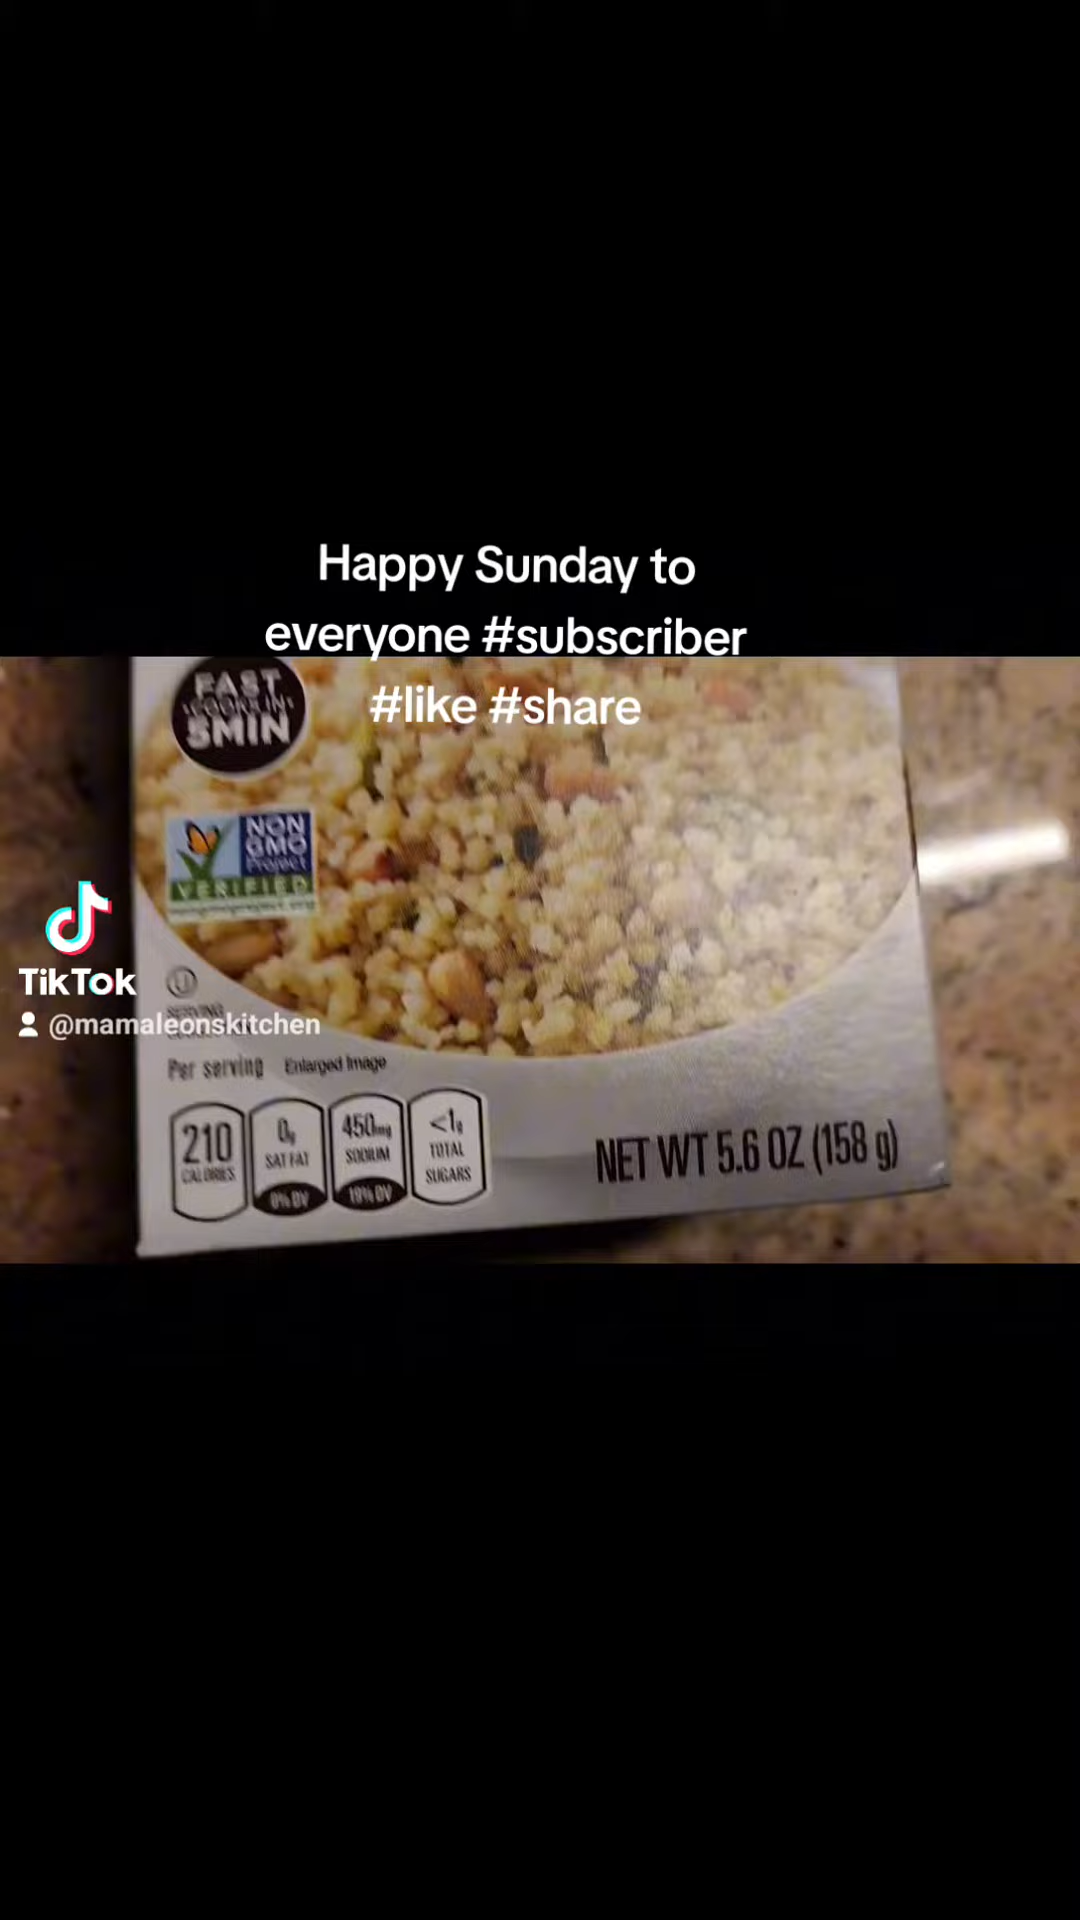 Happy Sunday to
everyone #subscriber
#like #share
FAST
5MIN
NON
GMO
Project
VERIFIED
TikTok
@mamaleonskitchen
Per serving
Enlarged Image
210
CALORIES
0g
SAT FAT
0% DV
450mg
SODIUM
19% DV
<1g
TOTAL
SUGARS
NET WT 5.6 OZ (158 g)